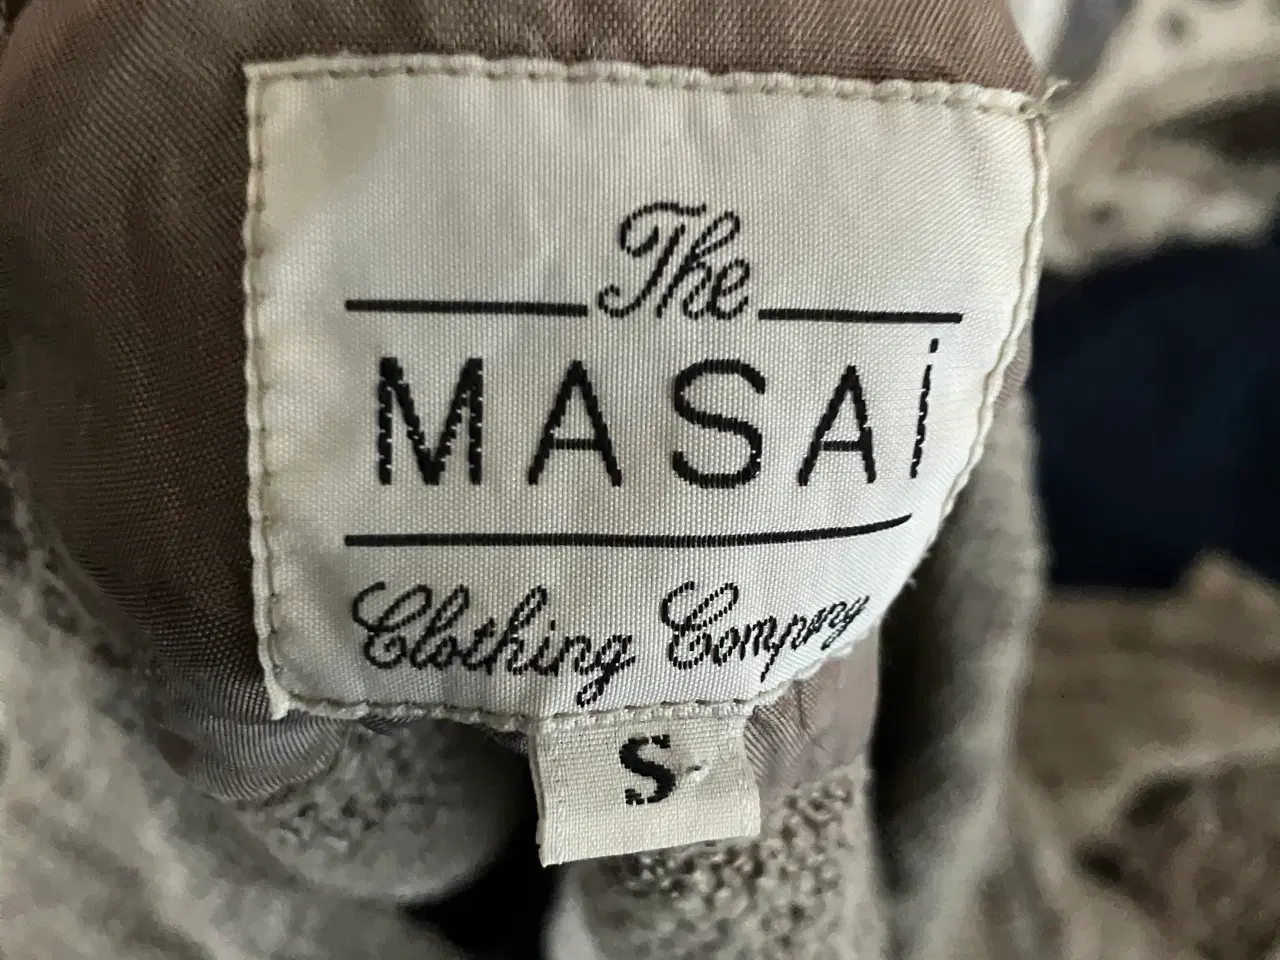 The
MASAi
Clothing Company
S